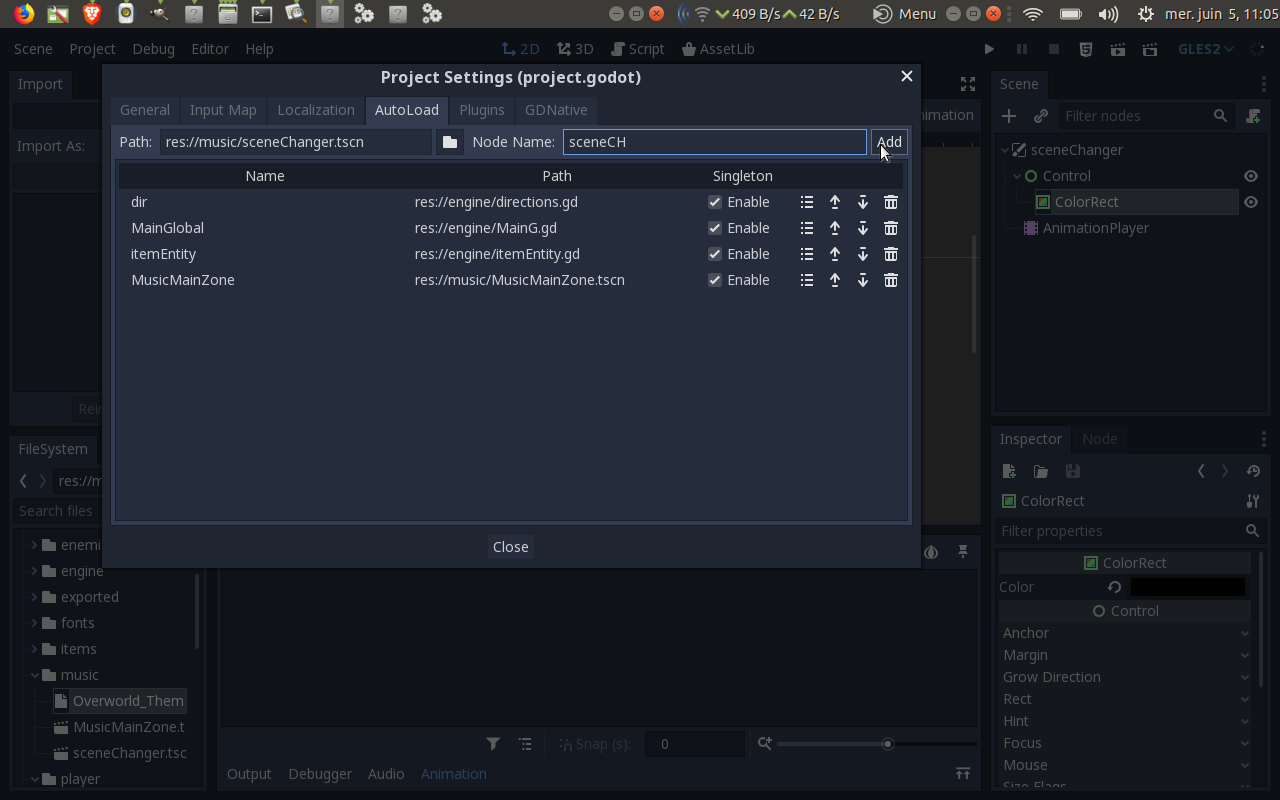 409 B/s 42 B/s Menu mer. juin 5, 11:05
Scene Project Debug Editor Help 2D 3D Script AssetLib GLES2
Import
Import As:
Project Settings (project.godot)
General Input Map Localization AutoLoad Plugins GDNative
Path: res://music/sceneChanger.tscn Node Name: sceneCH Add
Name Path Singleton
dir res://engine/directions.gd Enable
MainGlobal res://engine/MainG.gd Enable
itemEntity res://engine/itemEntity.gd Enable
MusicMainZone res://music/MusicMainZone.tscn Enable
Close
nimation
Scene
Filter nodes
sceneChanger
Control
ColorRect
AnimationPlayer
Rei
FileSystem
res://m
Search files
enemi
engine
exported
fonts
items
music
Overworld_Them
MusicMainZone.t
sceneChanger.tsc
player
Snap (s): 0
Output Debugger Audio Animation
Inspector Node
ColorRect
Filter properties
ColorRect
Color
Control
Anchor
Margin
Grow Direction
Rect
Hint
Focus
Mouse
Size Flags